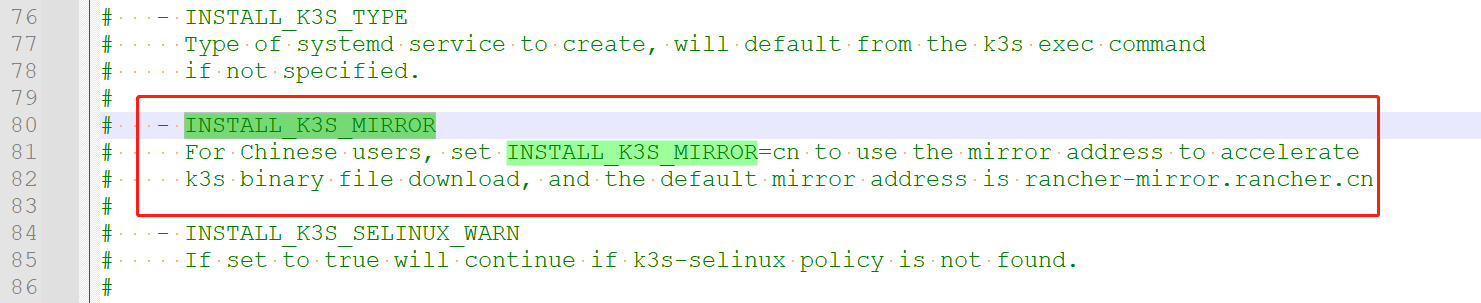 76 #   - INSTALL_K3S_TYPE
77 #     Type of systemd service to create, will default from the k3s exec command
78 #     if not specified.
79 #
80 #   - INSTALL_K3S_MIRROR
81 #     For Chinese users, set INSTALL_K3S_MIRROR=cn to use the mirror address to accelerate
82 #     k3s binary file download, and the default mirror address is rancher-mirror.rancher.cn
83 #
84 #   - INSTALL_K3S_SELINUX_WARN
85 #     If set to true will continue if k3s-selinux policy is not found.
86 #